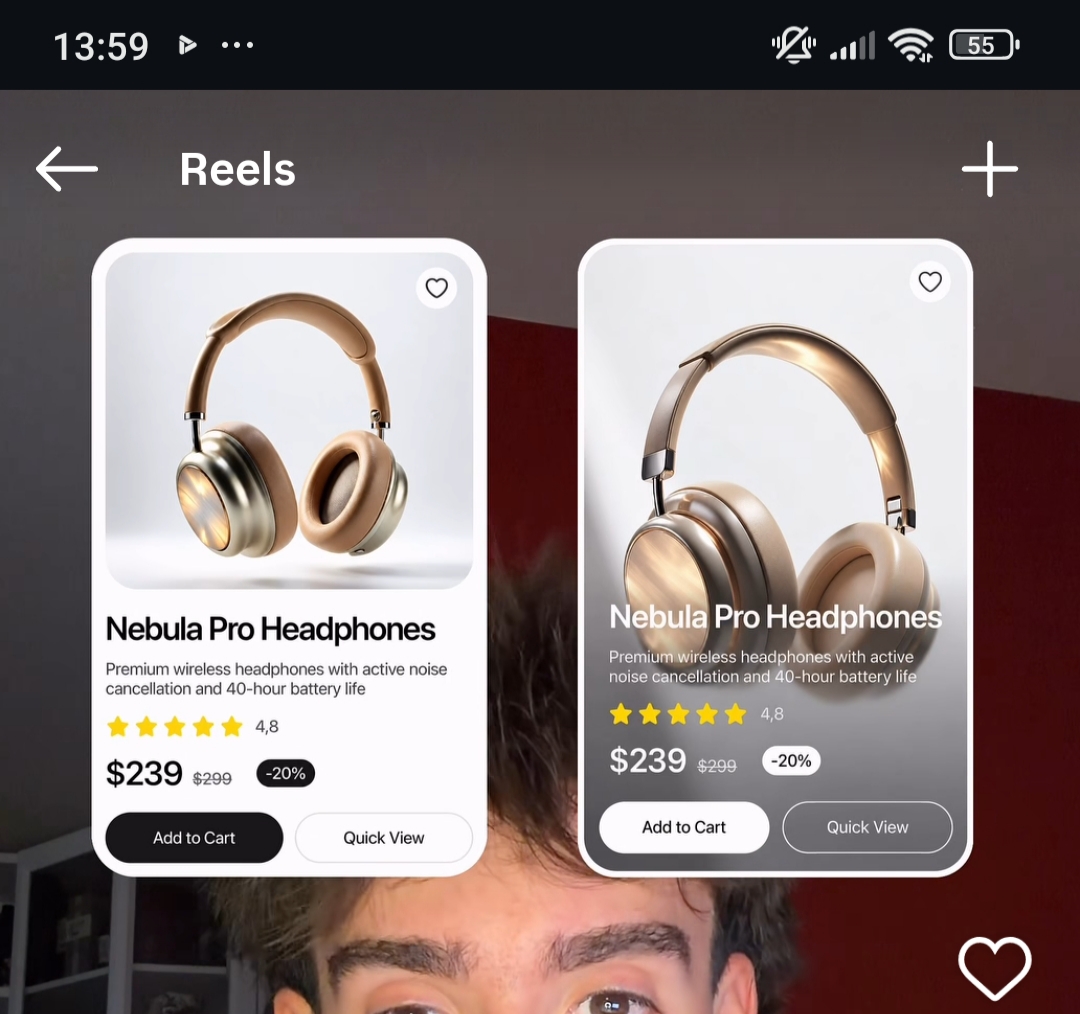 13:59
55
Reels
Nebula Pro Headphones
Premium wireless headphones with active noise
cancellation and 40-hour battery life
4,8
$239 $299 -20%
Add to Cart Quick View
Nebula Pro Headphones
Premium wireless headphones with active
noise cancellation and 40-hour battery life
4,8
$239 $299 -20%
Add to Cart Quick View